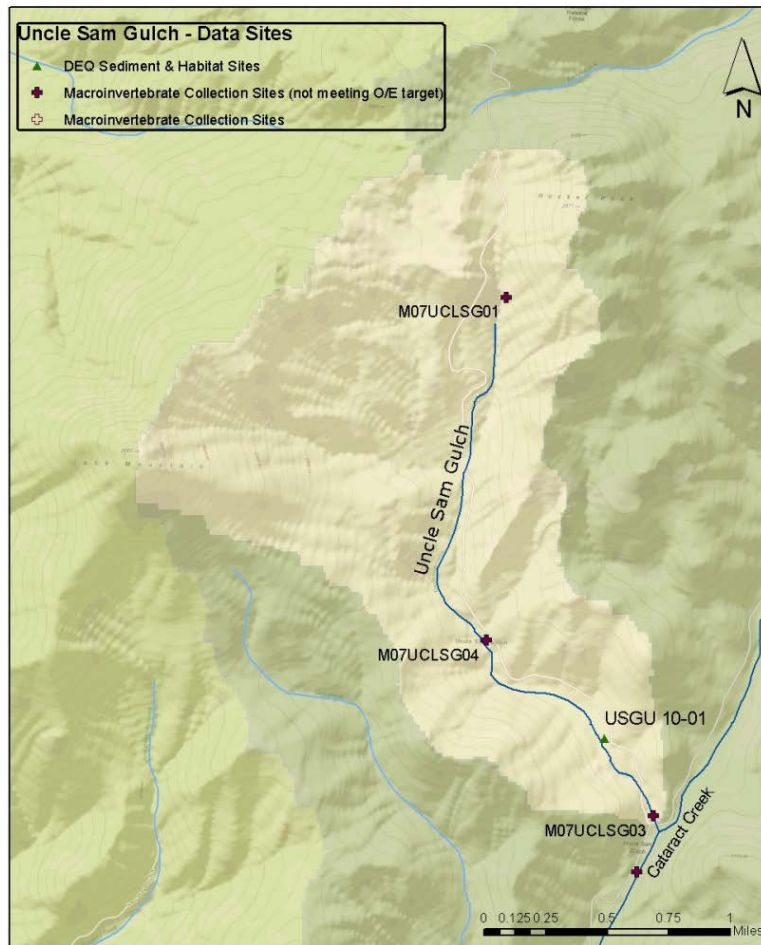 Uncle Sam Gulch - Data Sites
DEQ Sediment & Habitat Sites
Macroinvertebrate Collection Sites (not meeting O/E target)
Macroinvertebrate Collection Sites
N
M07UCLSG01
Uncle Sam Gulch
M07UCLSG04
USGU 10-01
M07UCLSG03
Cataract Creek
0 0.125 0.25 0.5 0.75 1
Miles